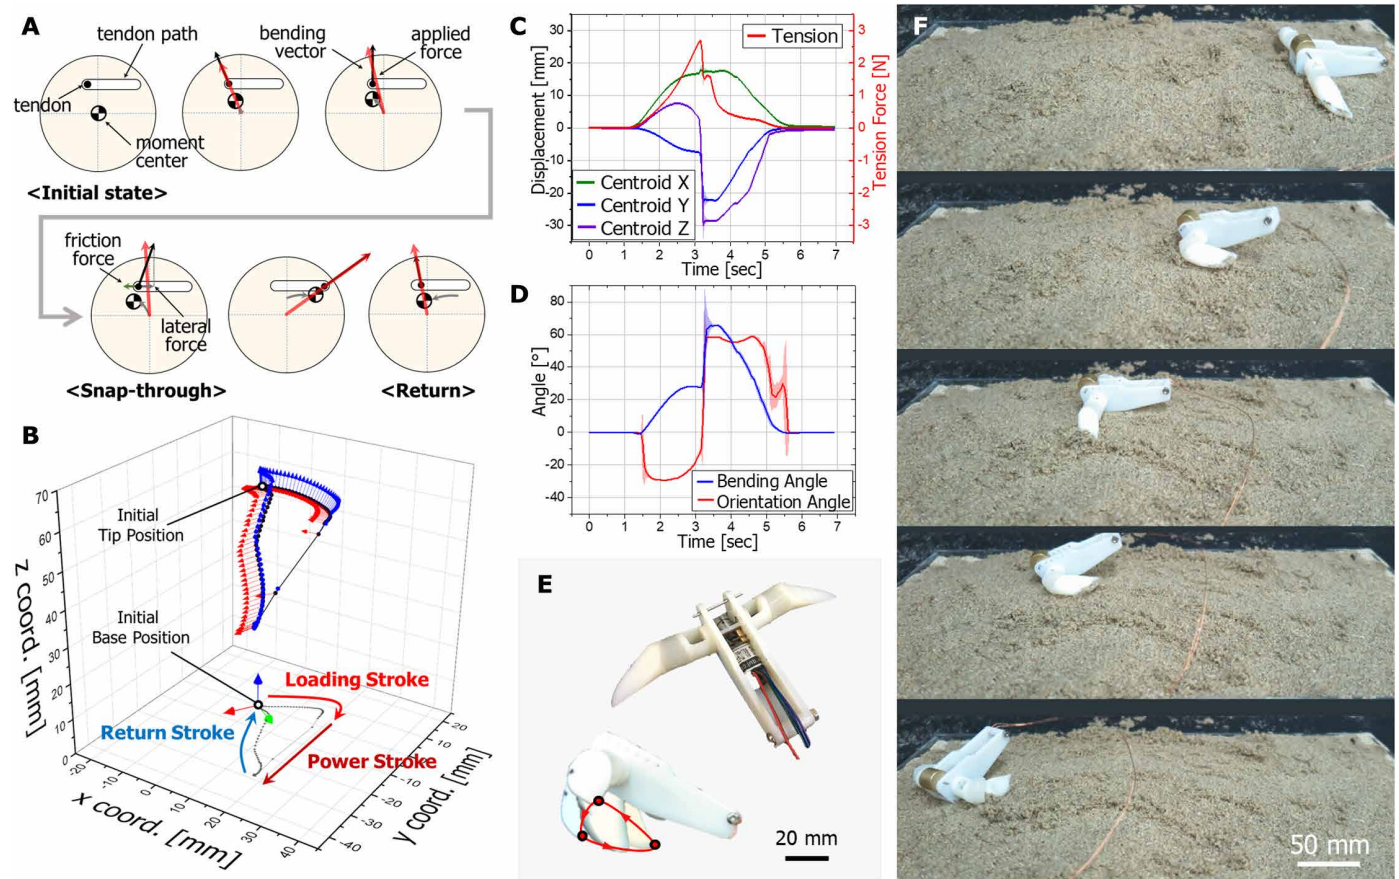 A
tendon path
tendon
moment
center
<Initial state>
bending
vector
applied
force
friction
force
lateral
force
<Snap-through>
<Return>
B
70
60
50
40
30
20
10
0
z coord. [mm]
Initial
Tip Position
Initial
Base Position
Loading Stroke
Return Stroke
Power Stroke
-20
-10
0
10
20
30
40
x coord. [mm]
20
10
0
-10
-20
-30
-40
y coord. [mm]
C
30
20
10
0
-10
-20
-30
Displacement [mm]
Tension
Centroid X
Centroid Y
Centroid Z
3
2
1
0
-1
-2
-3
Tension Force [N]
0 1 2 3 4 5 6 7
Time [sec]
D
80
60
40
20
0
-20
-40
Angle [°]
Bending Angle
Orientation Angle
0 1 2 3 4 5 6 7
Time [sec]
E
20 mm
F
50 mm